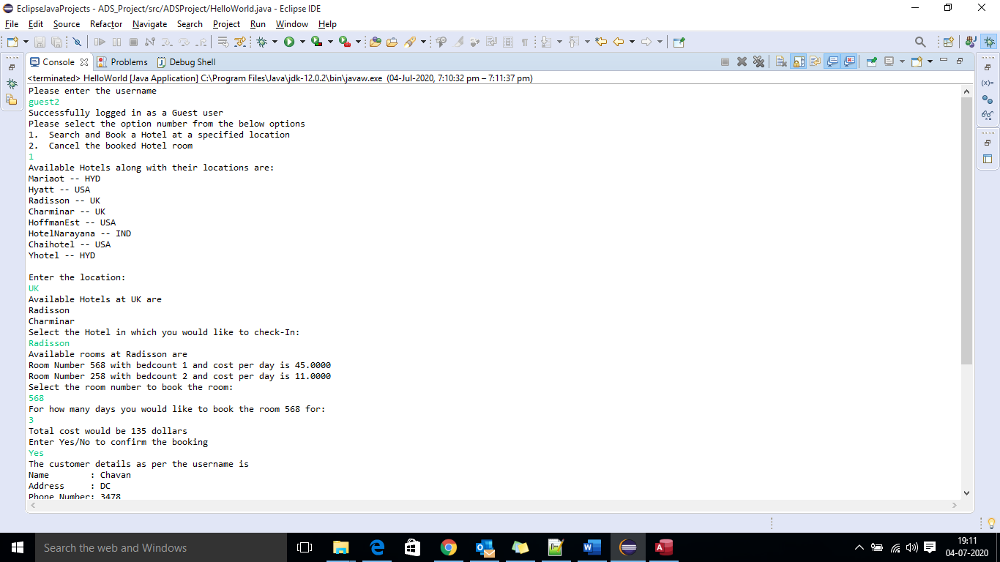 EclipseJavaProjects - ADS_Project/src/ADSProject/HelloWorld.java - Eclipse IDE
File Edit Source Refactor Navigate Search Project Run Window Help
Console Problems Debug Shell
<terminated> HelloWorld [Java Application] C:\Program Files\Java\jdk-12.0.2\bin\javaw.exe (04-Jul-2020, 7:10:32 pm – 7:11:37 pm)
Please enter the username
guest2
Successfully logged in as a Guest user
Please select the option number from the below options
1. Search and Book a Hotel at a specified location
2. Cancel the booked Hotel room
1
Available Hotels along with their locations are:
Mariaot -- HYD
Hyatt -- USA
Radisson -- UK
Charminar -- UK
HoffmanEst -- USA
HotelNarayana -- IND
Chaihotel -- USA
Yhotel -- HYD
Enter the location:
UK
Available Hotels at UK are
Radisson
Charminar
Select the Hotel in which you would like to check-In:
Radisson
Available rooms at Radisson are
Room Number 568 with bedcount 1 and cost per day is 45.0000
Room Number 258 with bedcount 2 and cost per day is 11.0000
Select the room number to book the room:
568
For how many days you would like to book the room 568 for:
3
Total cost would be 135 dollars
Enter Yes/No to confirm the booking
Yes
The customer details as per the username is
Name : Chavan
Address : DC
Phone Number: 3478
Search the web and Windows
19:11
04-07-2020